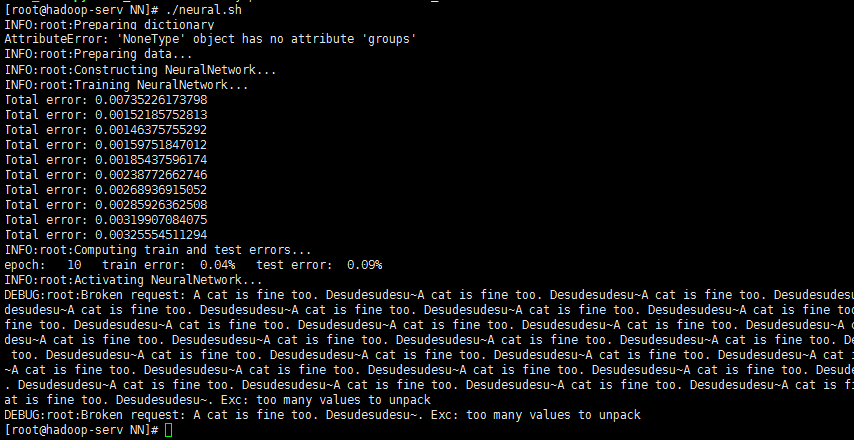 [root@hadoop-serv NN]# ./neural.sh
INFO:root:Preparing dictionary
AttributeError: 'NoneType' object has no attribute 'groups'
INFO:root:Preparing data...
INFO:root:Constructing NeuralNetwork...
INFO:root:Training NeuralNetwork...
Total error: 0.00735226173798
Total error: 0.00152185752813
Total error: 0.00146375755292
Total error: 0.00159751847012
Total error: 0.00185437596174
Total error: 0.00238772662746
Total error: 0.00268936915052
Total error: 0.00285926362508
Total error: 0.00319907084075
Total error: 0.00325554511294
INFO:root:Computing train and test errors...
epoch:   10   train error:  0.04%   test error:  0.09%
INFO:root:Activating NeuralNetwork...
DEBUG:root:Broken request: A cat is fine too. Desudesudesu~A cat is fine too. Desudesudesu~A cat is fine too. Desudesudesu
desudesu~A cat is fine too. Desudesudesu~A cat is fine too. Desudesudesu~A cat is fine too. Desudesudesu~A cat is fine too
fine too. Desudesudesu~A cat is fine too. Desudesudesu~A cat is fine too. Desudesudesu~A cat is fine too. Desudesudesu~A c
desu~A cat is fine too. Desudesudesu~A cat is fine too. Desudesudesu~A cat is fine too. Desudesudesu~A cat is fine too. De
 too. Desudesudesu~A cat is fine too. Desudesudesu~A cat is fine too. Desudesudesu~A cat is fine too. Desudesudesu~A cat i
~A cat is fine too. Desudesudesu~A cat is fine too. Desudesudesu~A cat is fine too. Desudesudesu~A cat is fine too. Desude
. Desudesudesu~A cat is fine too. Desudesudesu~A cat is fine too. Desudesudesu~A cat is fine too. Desudesudesu~A cat is fi
at is fine too. Desudesudesu~. Exc: too many values to unpack
DEBUG:root:Broken request: A cat is fine too. Desudesudesu~. Exc: too many values to unpack
[root@hadoop-serv NN]#